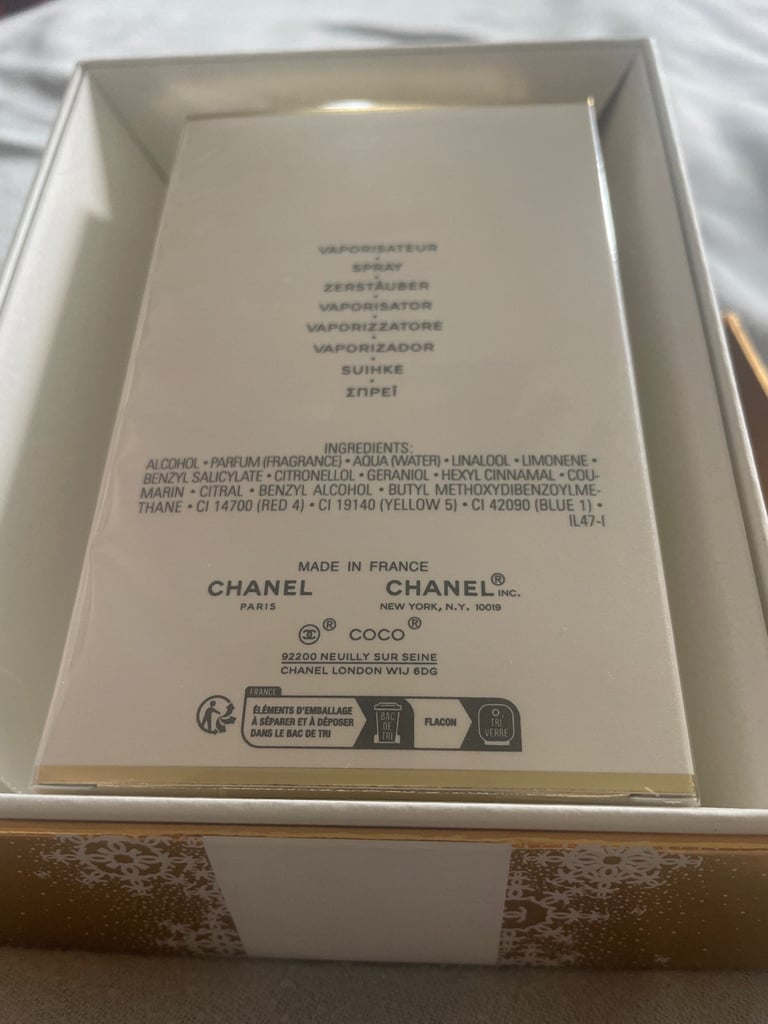 VAPORISATEUR
SPRAY
ZERSTÄUBER
VAPORISATOR
VAPORIZZATORE
VAPORIZADOR
SUIHKE
ΣΠΡΕΪ
INGREDIENTS:
ALCOHOL • PARFUM (FRAGRANCE) • AQUA (WATER) • LINALOOL • LIMONENE •
BENZYL SALICYLATE • CITRONELLOL • GERANIOL • HEXYL CINNAMAL • COU-
MARIN • CITRAL • BENZYL ALCOHOL • BUTYL METHOXYDIBENZOYLME-
THANE • CI 14700 (RED 4) • CI 19140 (YELLOW 5) • CI 42090 (BLUE 1) •
IL47-I
MADE IN FRANCE
CHANEL CHANEL® INC.
PARIS NEW YORK, N.Y. 10019
® COCO®
92200 NEUILLY SUR SEINE
CHANEL LONDON W1J 6DG
FRANCE
ÉLÉMENTS D'EMBALLAGE
À SÉPARER ET À DÉPOSER
DANS LE BAC DE TRI
BAC
DE
TRI
FLACON
TRI
VERRE